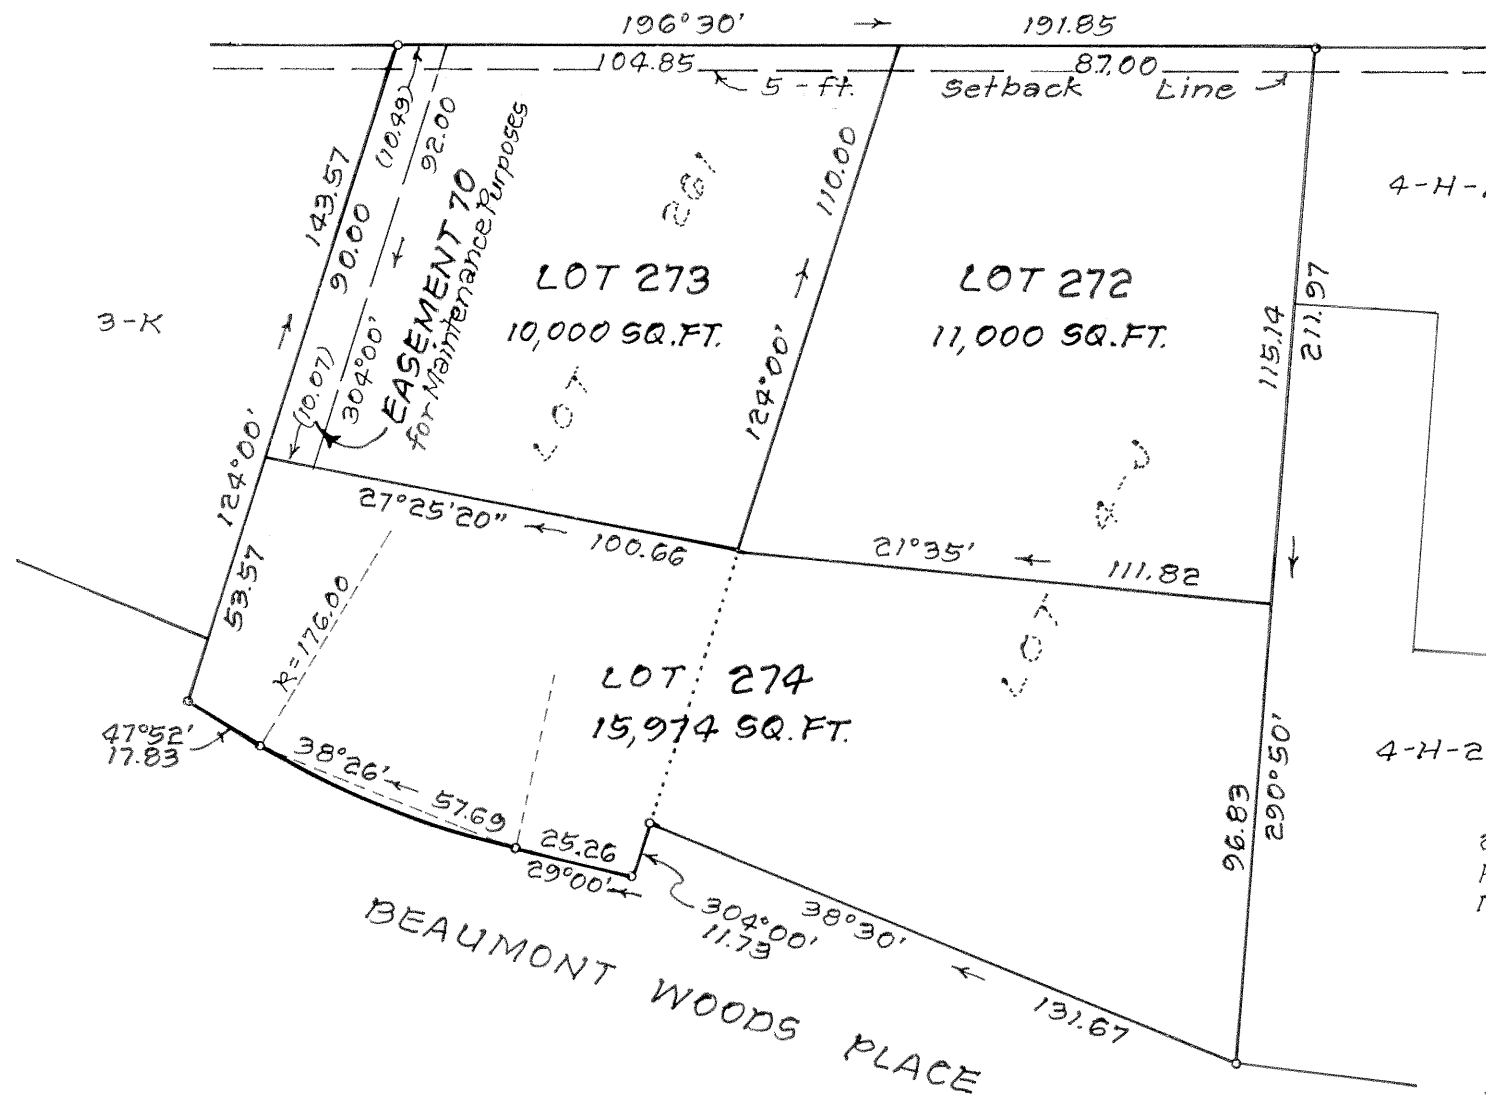 196°30' → 191.85
104.85 87.00
5-ft. Setback Line
(10.49)
92.00
143.57
90.00
110.00
EASEMENT 70
for Maintenance Purposes
304°00'
(10.07)
124°00'
124°00'
261
LOT
LOT 273
10,000 SQ.FT.
LOT 272
11,000 SQ.FT.
115.14
211.97
3-K
4-H-
27°25'20" ← 100.66
21°35' ← 111.82
4-J
LOT
53.57
R=176.00
LOT 274
15,974 SQ.FT.
47°52'
17.83
38°26' ← 57.69
25.26
29°00' ←
304°00'
11.73
38°30' ← 131.67
96.83
290°50'
4-H-2
BEAUMONT WOODS PLACE